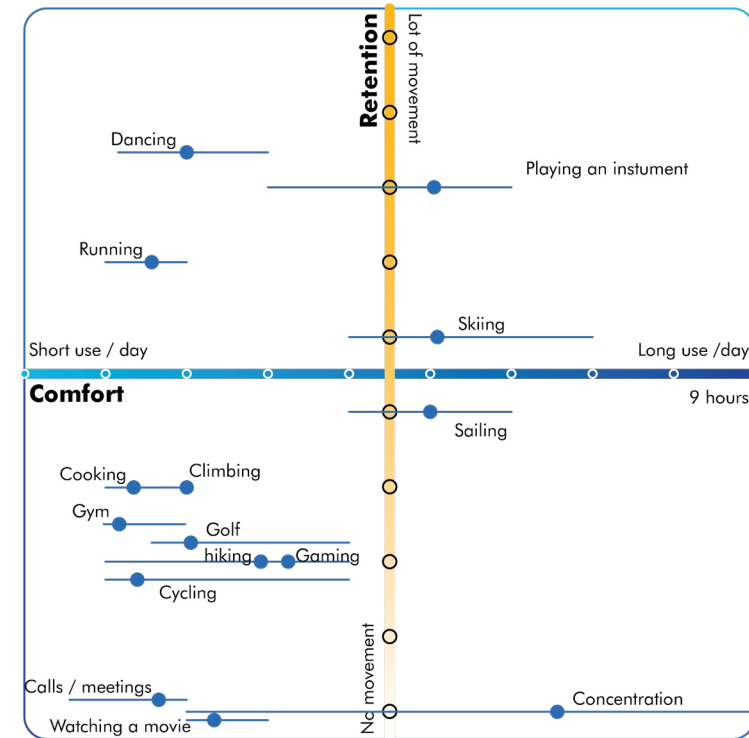 Retention
Lot of movement
Dancing
Playing an instument
Running
Skiing
Short use / day
Long use /day
Comfort
9 hours
Sailing
Cooking
Climbing
Gym
Golf
hiking
Gaming
Cycling
No movement
Calls / meetings
Concentration
Watching a movie